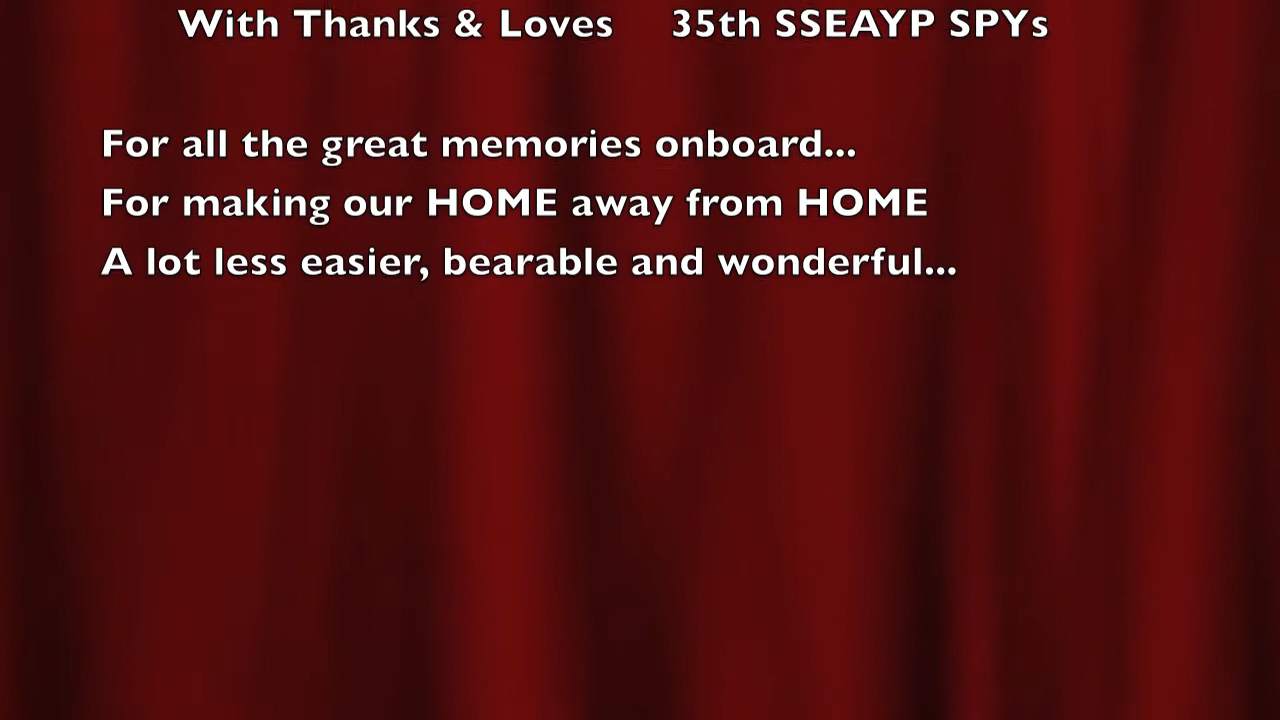 With Thanks & Loves 35th SSEAYP SPYs
For all the great memories onboard...
For making our HOME away from HOME
A lot less easier, bearable and wonderful...